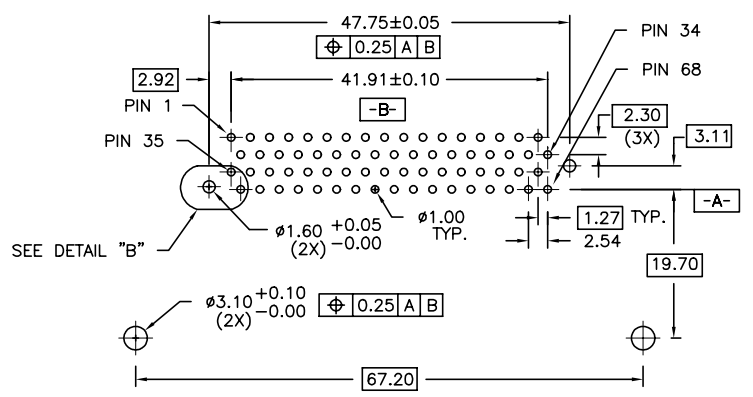 47.75±0.05
⌖ 0.25 A B
PIN 34
2.92
41.91±0.10
PIN 68
PIN 1
-B-
2.30
(3X)
3.11
PIN 35
-A-
ø1.60 +0.05 -0.00
(2X)
ø1.00
TYP.
1.27 TYP.
2.54
SEE DETAIL "B"
19.70
ø3.10 +0.10 -0.00
(2X)
⌖ 0.25 A B
67.20